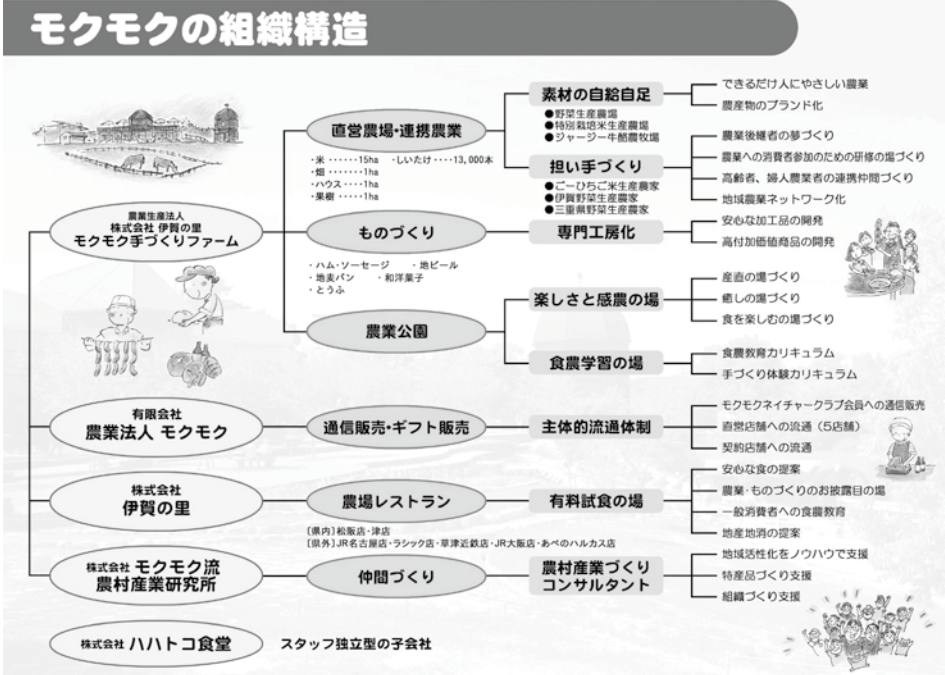 モクモクの組織構造
農業生産法人
株式会社 伊賀の里
モクモク手づくりファーム
直営農場・連携農業
・米 ・・・・・・15ha ・しいたけ・・・・13,000本
・畑 ・・・・・・・1ha
・ハウス ・・・・1ha
・果樹 ・・・・・1ha
素材の自給自足
●野菜生産農場
●特別栽培米生産農場
●ジャージー牛酪農牧場
できるだけ人にやさしい農業
農産物のブランド化
担い手づくり
●ごーひちご米生産農家
●伊賀野菜生産農家
●三重県野菜生産農家
農業後継者の夢づくり
農業への消費者参加のための研修の場づくり
高齢者、婦人農業者の連携仲間づくり
地域農業ネットワーク化
ものづくり
・ハム・ソーセージ ・地ビール
・地麦パン ・和洋菓子
・とうふ
専門工房化
安心な加工品の開発
高付加価値商品の開発
農業公園
楽しさと感農の場
産直の場づくり
癒しの場づくり
食を楽しむの場づくり
食農学習の場
食農教育カリキュラム
手づくり体験カリキュラム
有限会社
農業法人 モクモク
通信販売・ギフト販売
主体的流通体制
モクモクネイチャークラブ会員への通信販売
直営店舗への流通（5店舗）
契約店舗への流通
株式会社
伊賀の里
農場レストラン
［県内］松阪店・津店
［県外］JR名古屋店・ラシック店・草津近鉄店・JR大阪店・あべのハルカス店
有料試食の場
安心な食の提案
農業・ものづくりのお披露目の場
一般消費者への食農教育
地産地消の提案
株式会社 モクモク流
農村産業研究所
仲間づくり
農村産業づくり
コンサルタント
地域活性化をノウハウで支援
特産品づくり支援
組織づくり支援
株式会社 ハハトコ食堂
スタッフ独立型の子会社